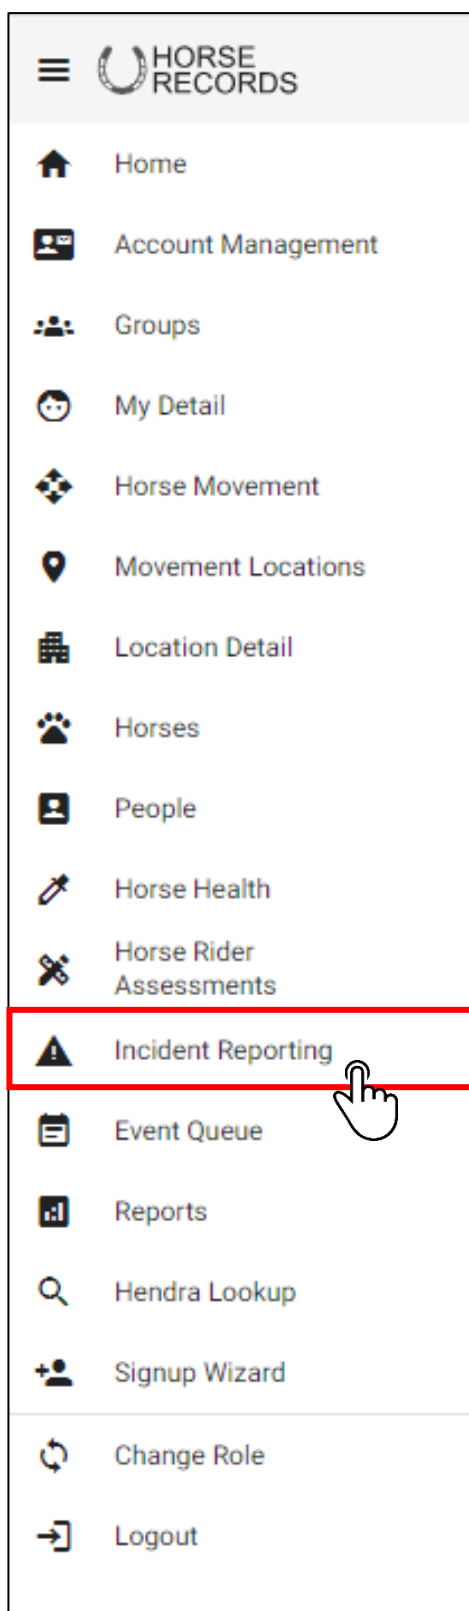 HORSE
RECORDS
Home
Account Management
Groups
My Detail
Horse Movement
Movement Locations
Location Detail
Horses
People
Horse Health
Horse Rider
Assessments
Incident Reporting
Event Queue
Reports
Hendra Lookup
Signup Wizard
Change Role
Logout